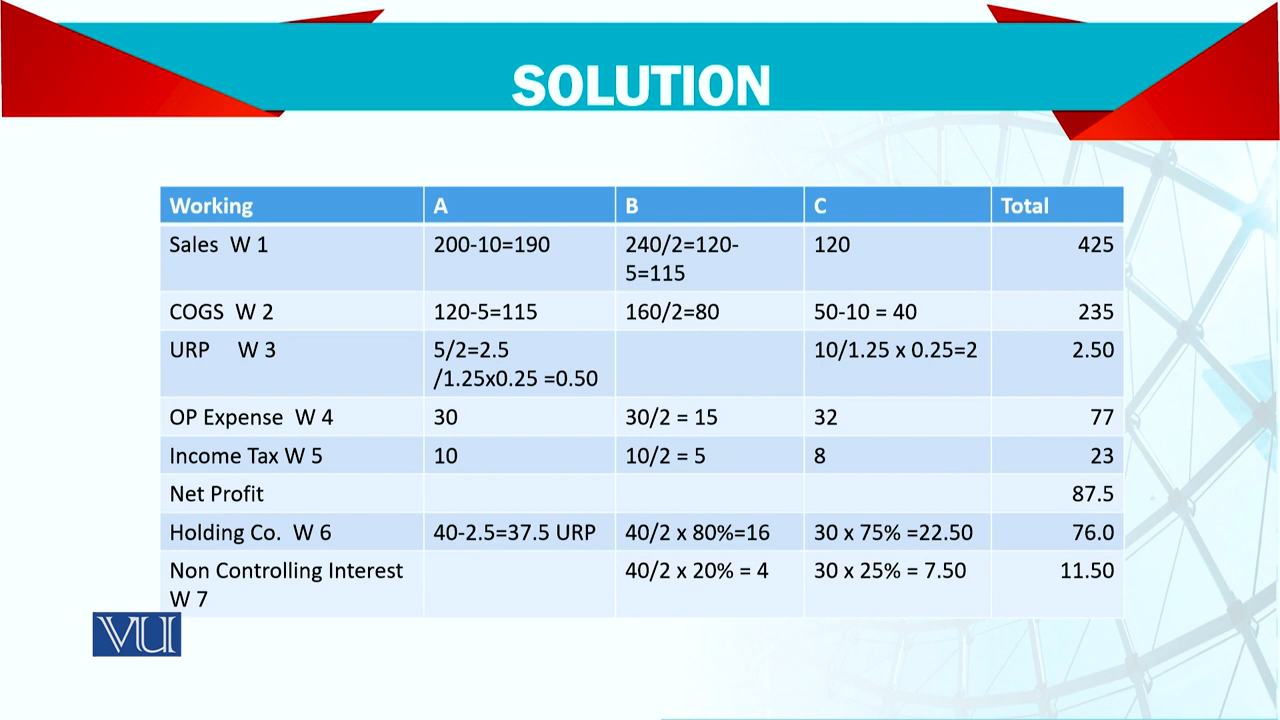 SOLUTION
Working A B C Total
Sales W 1 200-10=190 240/2=120- 120 425
5=115
COGS W 2 120-5=115 160/2=80 50-10 = 40 235
URP W 3 5/2=2.5 10/1.25 x 0.25=2 2.50
/1.25x0.25 =0.50
OP Expense W 4 30 30/2 = 15 32 77
Income Tax W 5 10 10/2 = 5 8 23
Net Profit 87.5
Holding Co. W 6 40-2.5=37.5 URP 40/2 x 80%=16 30 x 75% =22.50 76.0
Non Controlling Interest 40/2 x 20% = 4 30 x 25% = 7.50 11.50
W 7
VU